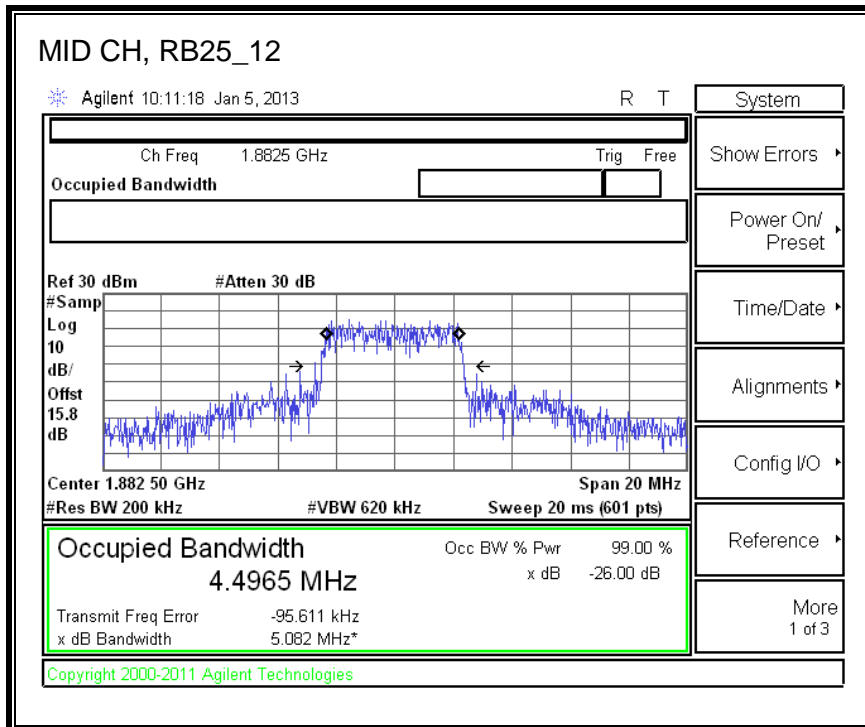 MID CH, RB25_12
Agilent 10:11:18 Jan 5, 2013 R T
System
Ch Freq 1.8825 GHz Trig Free
Occupied Bandwidth
Show Errors
Power On/
Preset
Time/Date
Alignments
Config I/O
Reference
More
1 of 3
Ref 30 dBm #Atten 30 dB
#Samp
Log
10
dB/
Offst
15.8
dB
Center 1.882 50 GHz Span 20 MHz
#Res BW 200 kHz #VBW 620 kHz Sweep 20 ms (601 pts)
Occupied Bandwidth Occ BW % Pwr 99.00 %
4.4965 MHz x dB -26.00 dB
Transmit Freq Error -95.611 kHz
x dB Bandwidth 5.082 MHz*
Copyright 2000-2011 Agilent Technologies